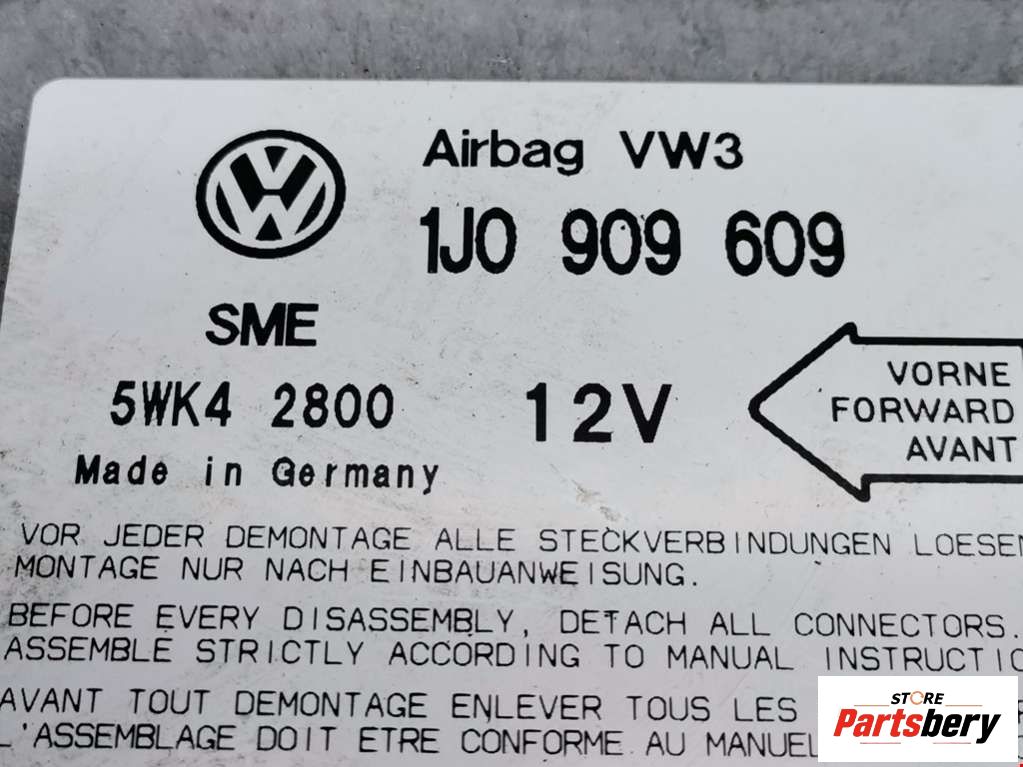 Airbag VW3
1J0 909 609
SME
5WK4 2800
12V
VORNE
FORWARD
AVANT
Made in Germany
VOR JEDER DEMONTAGE ALLE STECKVERBINDUNGEN LOESEN
MONTAGE NUR NACH EINBAUANWEISUNG.
BEFORE EVERY DISASSEMBLY, DETACH ALL CONNECTORS.
ASSEMBLE STRICTLY ACCORDING TO MANUAL
AVANT TOUT DEMONTAGE ENLEVER TOUS LES
L'ASSEMBLAGE DOIT ETRE CONFORME AU MANUEL
STORE
Partsbery